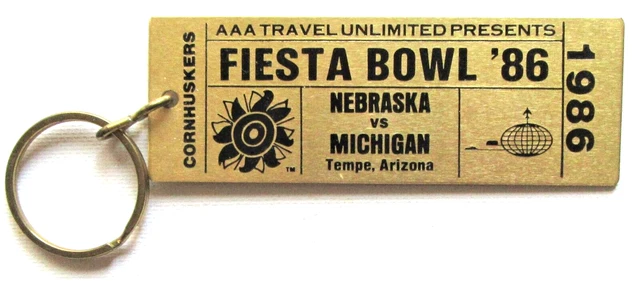 CORNHUSKERS
AAA TRAVEL UNLIMITED PRESENTS
FIESTA BOWL '86
NEBRASKA
VS
MICHIGAN
Tempe, Arizona
TM
1986